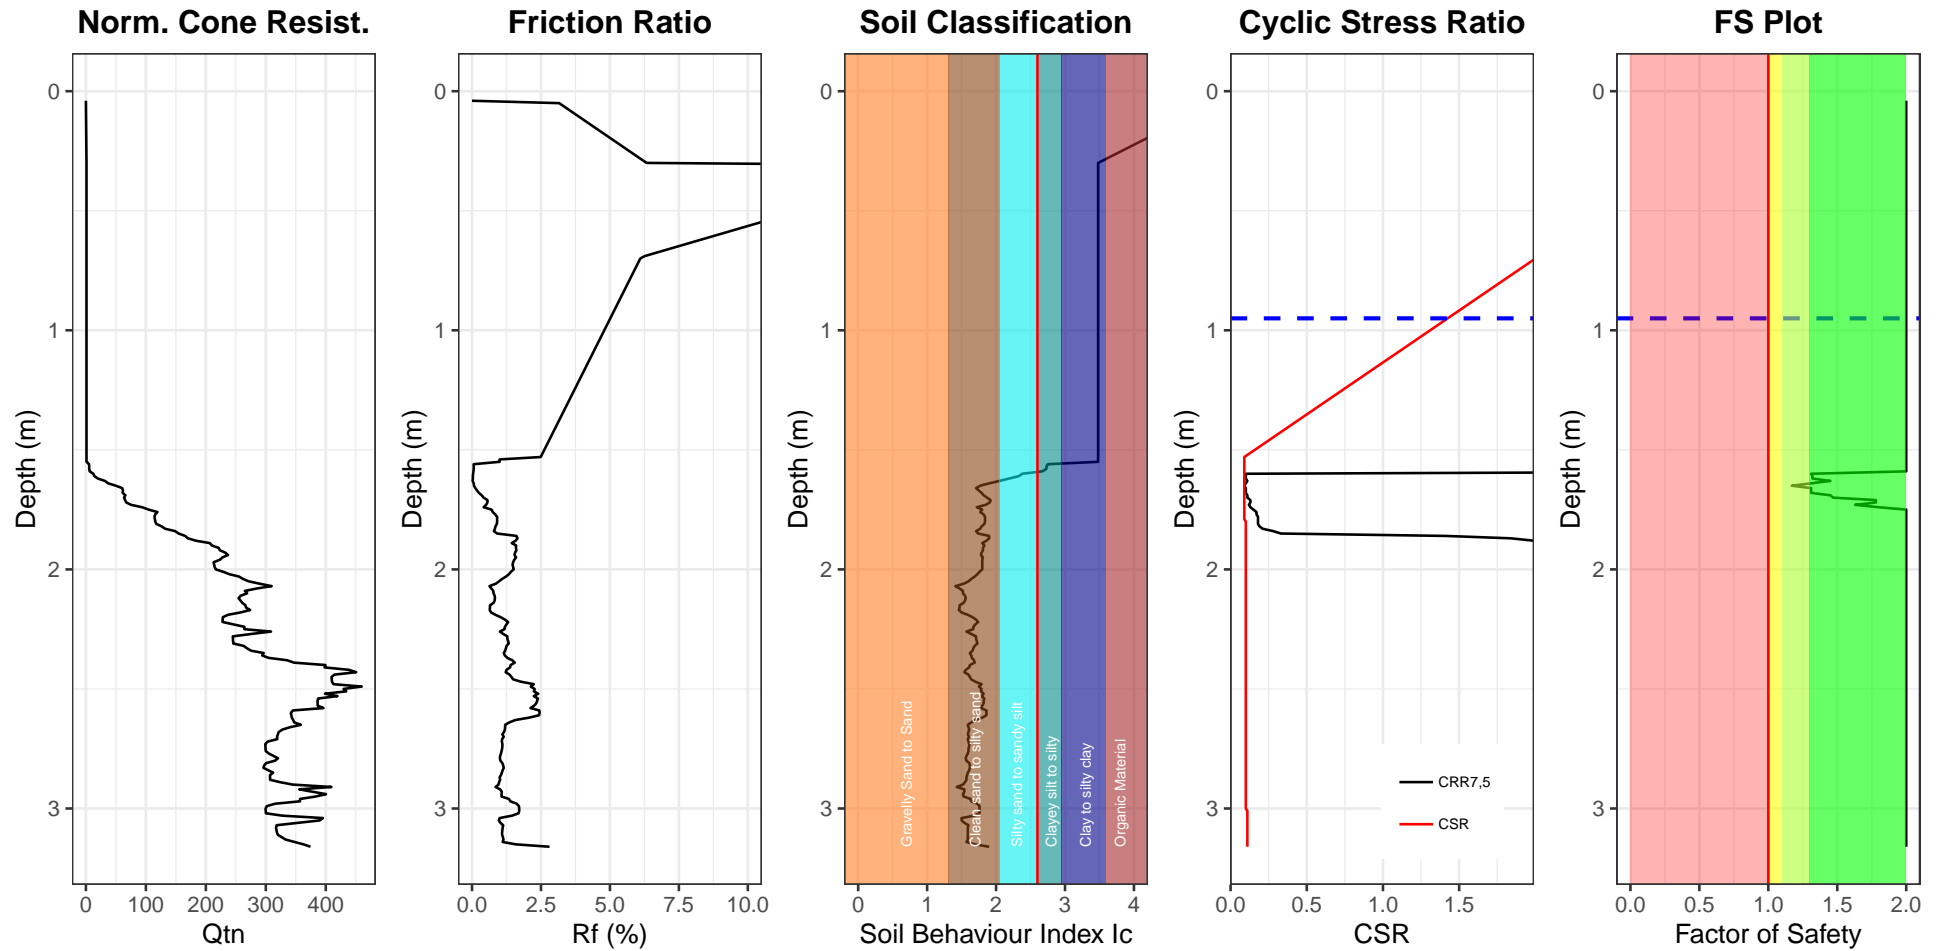 Norm. Cone Resist.
Friction Ratio
Soil Classification
Cyclic Stress Ratio
FS Plot
0
1
2
3
Depth (m)
0 100 200 300 400
Qtn
0
1
2
3
Depth (m)
0.0 2.5 5.0 7.5 10.0
Rf (%)
0
1
2
3
Depth (m)
Gravelly Sand to Sand
Clean sand to silty sand
Silty sand to sandy silt
Clayey silt to silty
Clay to silty clay
Organic Material
0 1 2 3 4
Soil Behaviour Index Ic
0
1
2
3
Depth (m)
CRR7,5
CSR
0.0 0.5 1.0 1.5
CSR
0
1
2
3
Depth (m)
0.0 0.5 1.0 1.5 2.0
Factor of Safety